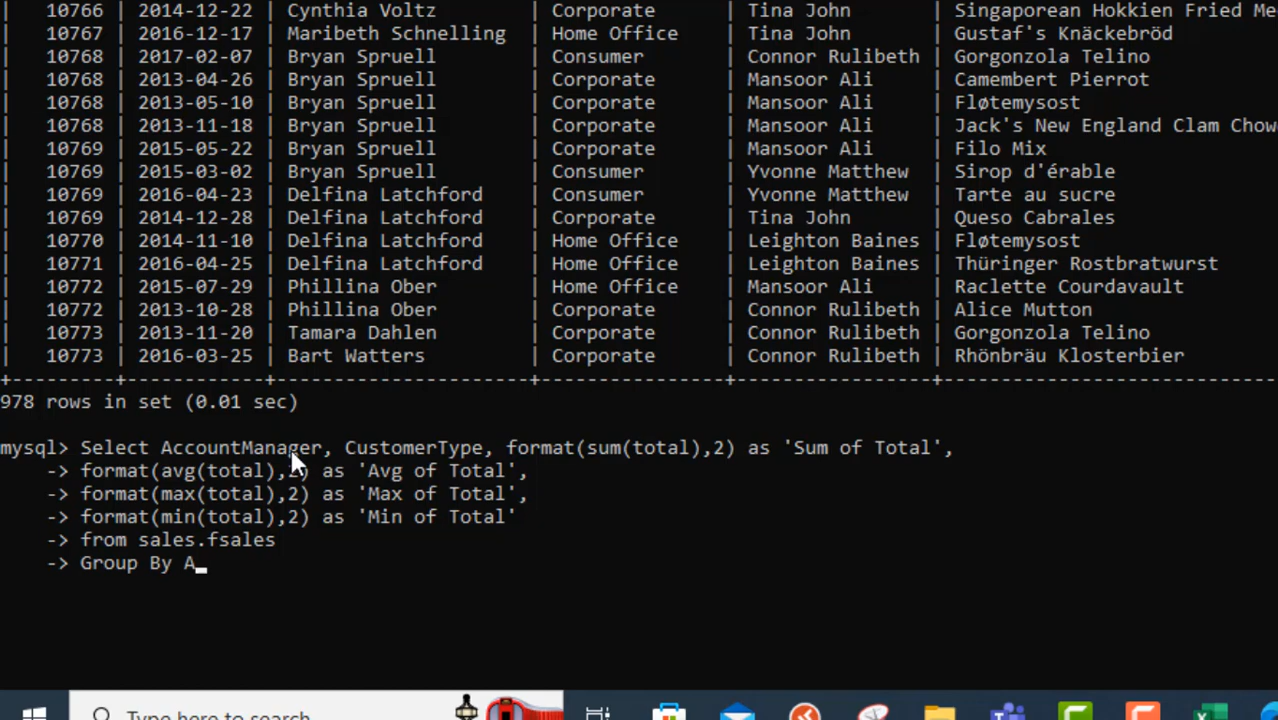 | 10766 | 2014-12-22 | Cynthia Voltz | Corporate | Tina John | Singaporean Hokkien Fried Me
| 10767 | 2016-12-17 | Maribeth Schnelling | Home Office | Tina John | Gustaf's Knäckebröd
| 10768 | 2017-02-07 | Bryan Spruell | Consumer | Connor Rulibeth | Gorgonzola Telino
| 10768 | 2013-04-26 | Bryan Spruell | Corporate | Mansoor Ali | Camembert Pierrot
| 10768 | 2013-05-10 | Bryan Spruell | Corporate | Mansoor Ali | Fløtemysost
| 10768 | 2013-11-18 | Bryan Spruell | Corporate | Mansoor Ali | Jack's New England Clam Chow
| 10769 | 2015-05-22 | Bryan Spruell | Corporate | Mansoor Ali | Filo Mix
| 10769 | 2015-03-02 | Bryan Spruell | Consumer | Yvonne Matthew | Sirop d'érable
| 10769 | 2016-04-23 | Delfina Latchford | Consumer | Yvonne Matthew | Tarte au sucre
| 10769 | 2014-12-28 | Delfina Latchford | Corporate | Tina John | Queso Cabrales
| 10770 | 2014-11-10 | Delfina Latchford | Home Office | Leighton Baines | Fløtemysost
| 10771 | 2016-04-25 | Delfina Latchford | Home Office | Leighton Baines | Thüringer Rostbratwurst
| 10772 | 2015-07-29 | Phillina Ober | Home Office | Mansoor Ali | Raclette Courdavault
| 10772 | 2013-10-28 | Phillina Ober | Corporate | Connor Rulibeth | Alice Mutton
| 10773 | 2013-11-20 | Tamara Dahlen | Corporate | Connor Rulibeth | Gorgonzola Telino
| 10773 | 2016-03-25 | Bart Watters | Corporate | Connor Rulibeth | Rhönbräu Klosterbier
978 rows in set (0.01 sec)
mysql> Select AccountManager, CustomerType, format(sum(total),2) as 'Sum of Total',
-> format(avg(total),2) as 'Avg of Total',
-> format(max(total),2) as 'Max of Total',
-> format(min(total),2) as 'Min of Total'
-> from sales.fsales
-> Group By A_
Type here to search